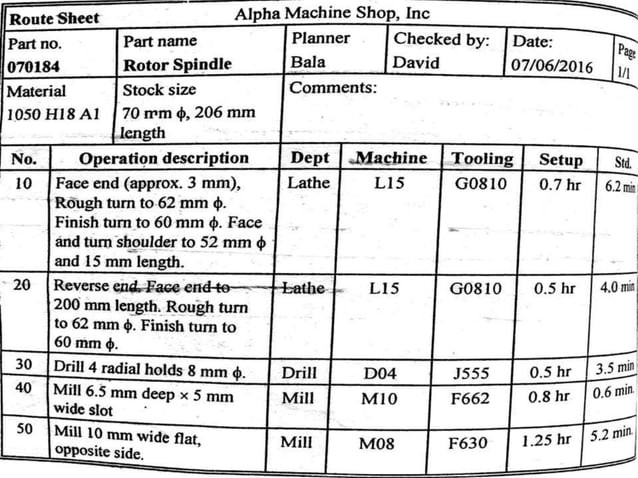 Route Sheet Alpha Machine Shop, Inc
Part no. Part name Planner Checked by: Date: Page
070184 Rotor Spindle Bala David 07/06/2016 1/1
Material Stock size Comments:
1050 H18 A1 70 mm ϕ, 206 mm
length
No. Operation description Dept Machine Tooling Setup Std.
10 Face end (approx. 3 mm), Lathe L15 G0810 0.7 hr 6.2 min
Rough turn to 62 mm ϕ.
Finish turn to 60 mm ϕ. Face
and turn shoulder to 52 mm ϕ
and 15 mm length.
20 Reverse end. Face end to Lathe L15 G0810 0.5 hr 4.0 min
200 mm length. Rough turn
to 62 mm ϕ. Finish turn to
60 mm ϕ.
30 Drill 4 radial holds 8 mm ϕ. Drill D04 J555 0.5 hr 3.5 min
40 Mill 6.5 mm deep × 5 mm Mill M10 F662 0.8 hr 0.6 min.
wide slot
50 Mill 10 mm wide flat, Mill M08 F630 1.25 hr 5.2 min.
opposite side.